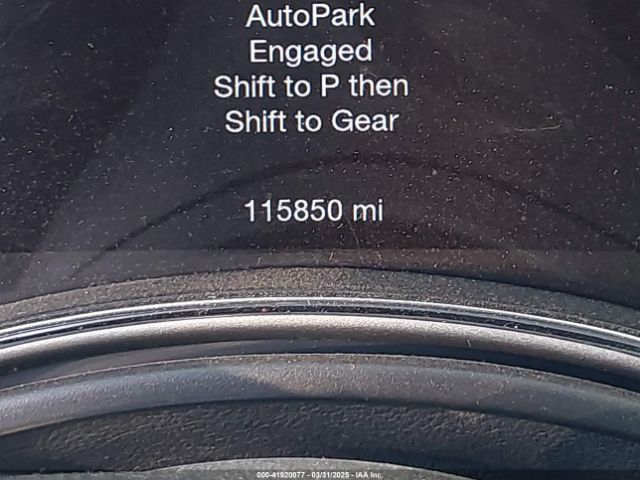 AutoPark
Engaged
Shift to P then
Shift to Gear
115850 mi
000-41920077 - 03/31/2025 - IAA Inc.